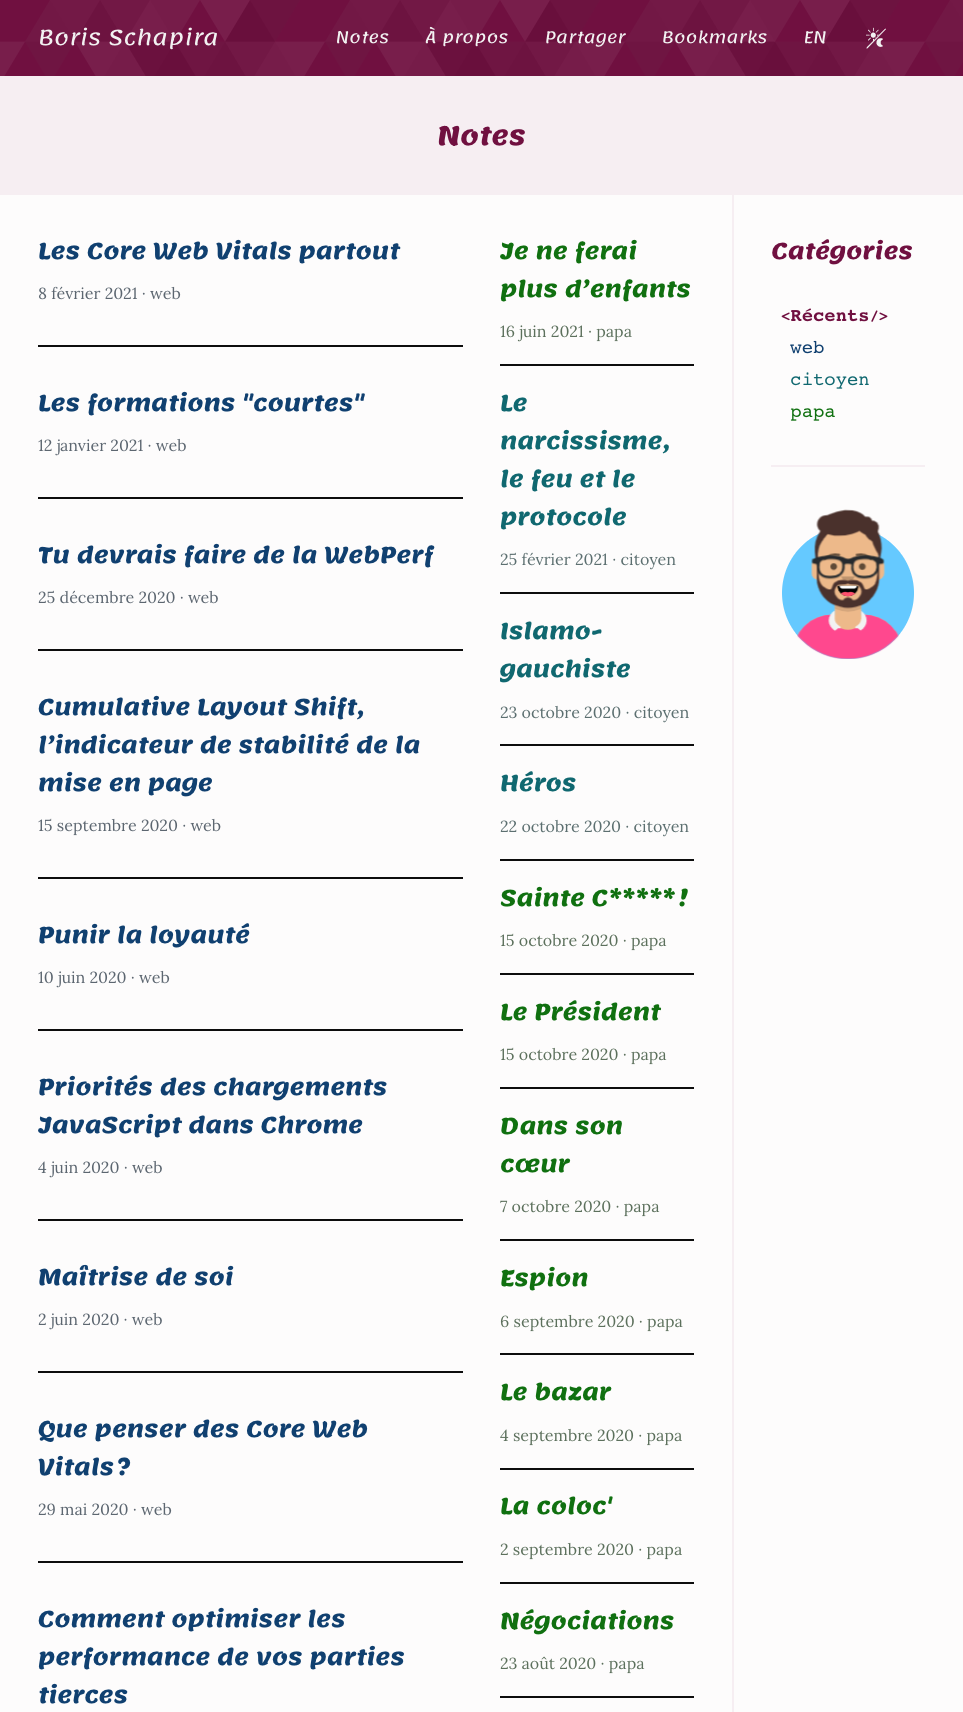 Boris Schapira
Notes À propos Partager Bookmarks EN
Notes
Les Core Web Vitals partout
8 février 2021 · web
Les formations "courtes"
12 janvier 2021 · web
Tu devrais faire de la WebPerf
25 décembre 2020 · web
Cumulative Layout Shift,
l’indicateur de stabilité de la
mise en page
15 septembre 2020 · web
Punir la loyauté
10 juin 2020 · web
Priorités des chargements
JavaScript dans Chrome
4 juin 2020 · web
Maîtrise de soi
2 juin 2020 · web
Que penser des Core Web
Vitals ?
29 mai 2020 · web
Comment optimiser les
performance de vos parties
tierces
Je ne ferai
plus d’enfants
16 juin 2021 · papa
Le
narcissisme,
le feu et le
protocole
25 février 2021 · citoyen
Islamo-
gauchiste
23 octobre 2020 · citoyen
Héros
22 octobre 2020 · citoyen
Sainte C***** !
15 octobre 2020 · papa
Le Président
15 octobre 2020 · papa
Dans son
cœur
7 octobre 2020 · papa
Espion
6 septembre 2020 · papa
Le bazar
4 septembre 2020 · papa
La coloc'
2 septembre 2020 · papa
Négociations
23 août 2020 · papa
Catégories
<Récents/>
web
citoyen
papa